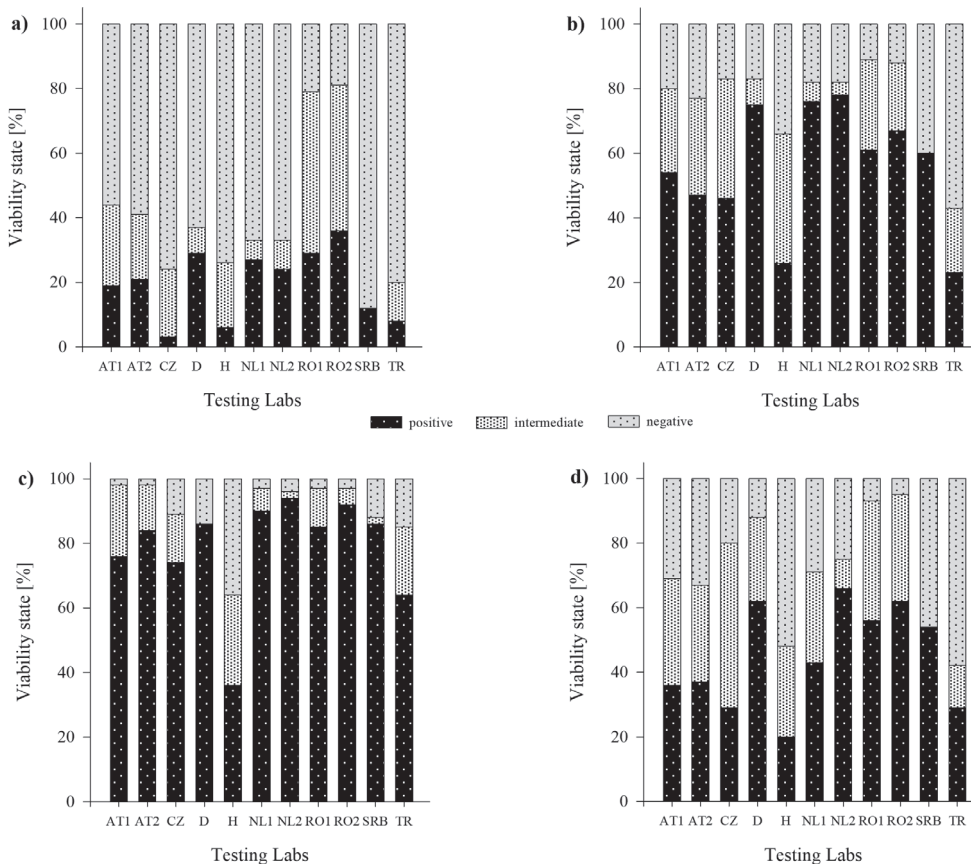 a)
Viability state [%]
100
80
60
40
20
0
AT1 AT2 CZ D H NL1 NL2 RO1 RO2 SRB TR
Testing Labs
b)
Viability state [%]
100
80
60
40
20
0
AT1 AT2 CZ D H NL1 NL2 RO1 RO2 SRB TR
Testing Labs
positive intermediate negative
c)
Viability state [%]
100
80
60
40
20
0
AT1 AT2 CZ D H NL1 NL2 RO1 RO2 SRB TR
Testing Labs
d)
Viability state [%]
100
80
60
40
20
0
AT1 AT2 CZ D H NL1 NL2 RO1 RO2 SRB TR
Testing Labs